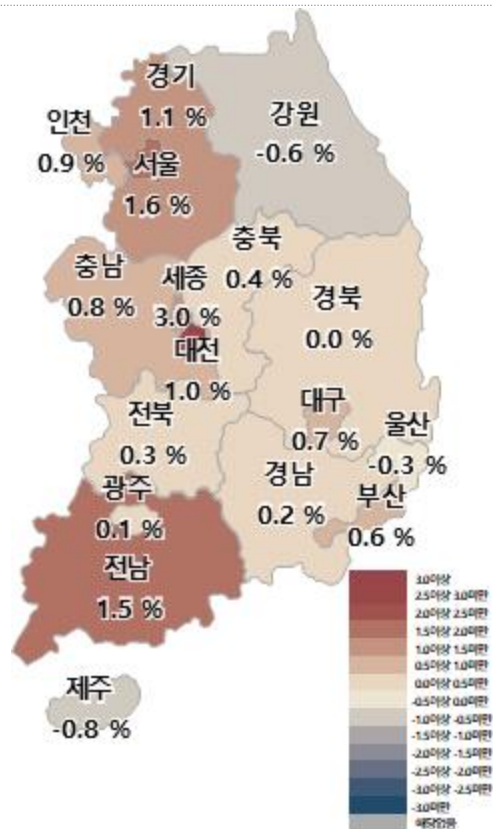 경기
1.1 %
강원
-0.6 %
인천
0.9 %
서울
1.6 %
충북
0.4 %
충남
0.8 %
세종
3.0 %
경북
0.0 %
대전
1.0 %
대구
0.7 %
전북
0.3 %
울산
-0.3 %
경남
0.2 %
부산
0.6 %
광주
0.1 %
전남
1.5 %
제주
-0.8 %
3.0이상
2.5이상 3.0미만
2.0이상 2.5미만
1.5이상 2.0미만
1.0이상 1.5미만
0.5이상 1.0미만
0.0이상 0.5미만
-0.5이상 0.0미만
-1.0이상 -0.5미만
-1.5이상 -1.0미만
-2.0이상 -1.5미만
-2.5이상 -2.0미만
-3.0이상 -2.5미만
-3.0미만
해당없음